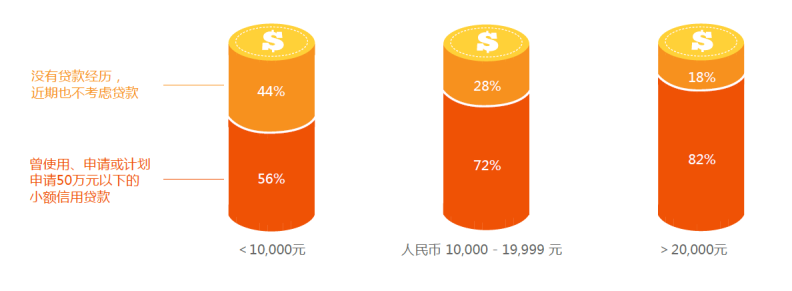 $
$
$
没有贷款经历，
近期也不考虑贷款
44%
28%
18%
曾使用、申请或计划
申请50万元以下的
小额信用贷款
56%
72%
82%
< 10,000元
人民币 10,000 - 19,999 元
> 20,000元